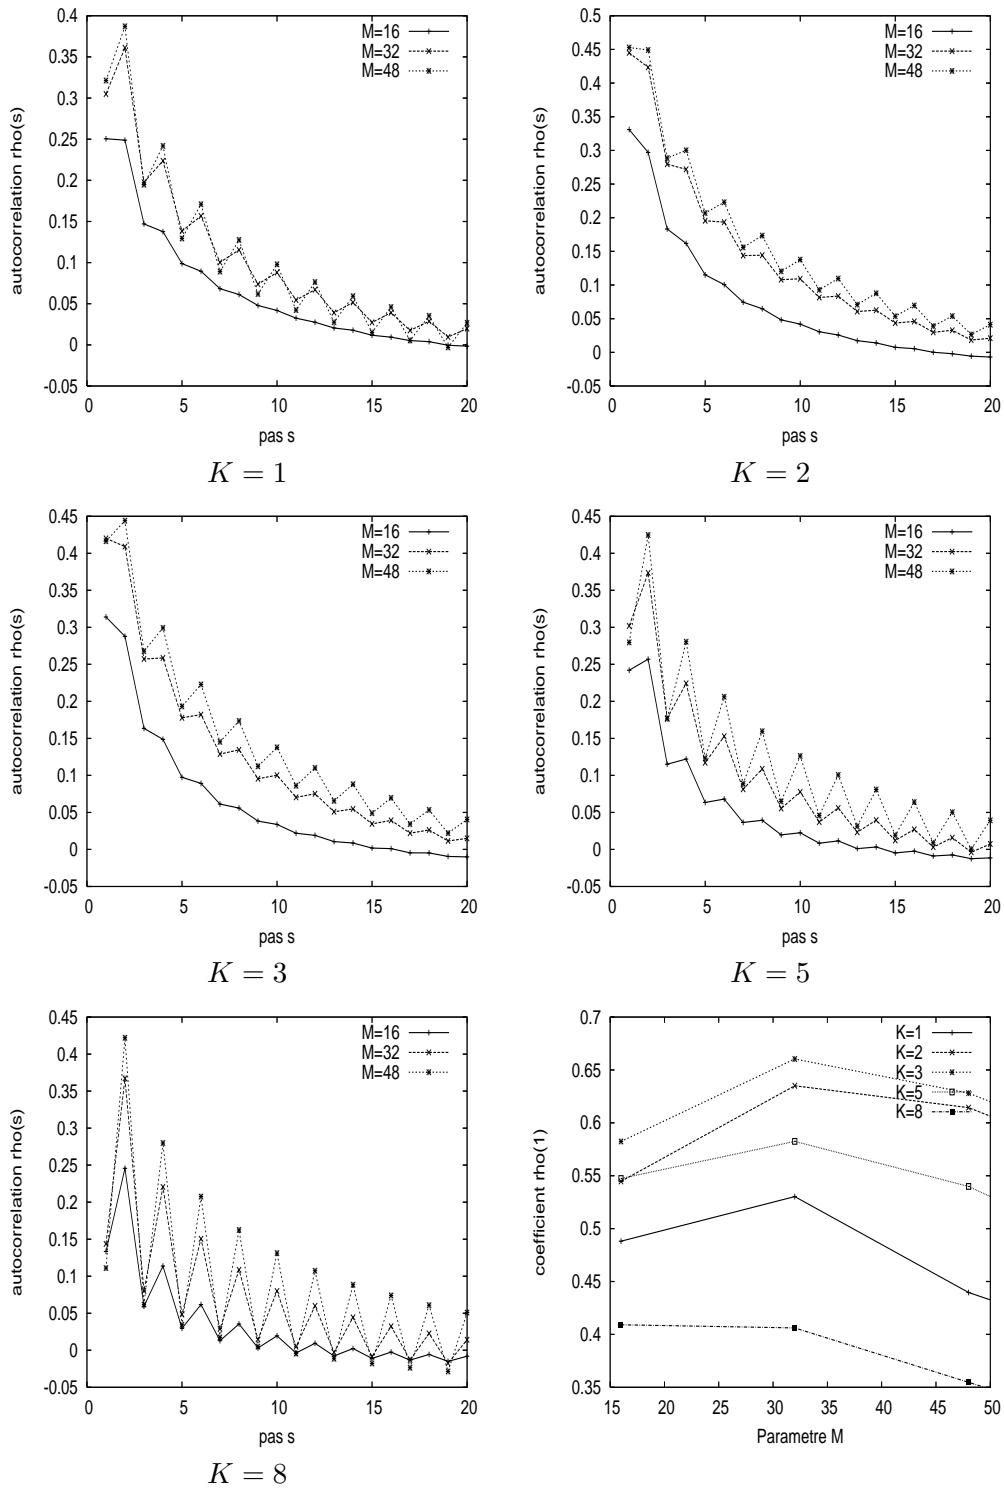 0.4
0.35
0.3
0.25
0.2
0.15
0.1
0.05
0
-0.05
0 5 10 15 20
autocorrelation rho(s)
pas s
M=16
M=32
M=48
K = 1
0.5
0.45
0.4
0.35
0.3
0.25
0.2
0.15
0.1
0.05
0
-0.05
0 5 10 15 20
autocorrelation rho(s)
pas s
M=16
M=32
M=48
K = 2
0.45
0.4
0.35
0.3
0.25
0.2
0.15
0.1
0.05
0
-0.05
0 5 10 15 20
autocorrelation rho(s)
pas s
M=16
M=32
M=48
K = 3
0.45
0.4
0.35
0.3
0.25
0.2
0.15
0.1
0.05
0
-0.05
0 5 10 15 20
autocorrelation rho(s)
pas s
M=16
M=32
M=48
K = 5
0.45
0.4
0.35
0.3
0.25
0.2
0.15
0.1
0.05
0
-0.05
0 5 10 15 20
autocorrelation rho(s)
pas s
M=16
M=32
M=48
K = 8
0.7
0.65
0.6
0.55
0.5
0.45
0.4
0.35
15 20 25 30 35 40 45 50
coefficient rho(1)
Parametre M
K=1
K=2
K=3
K=5
K=8